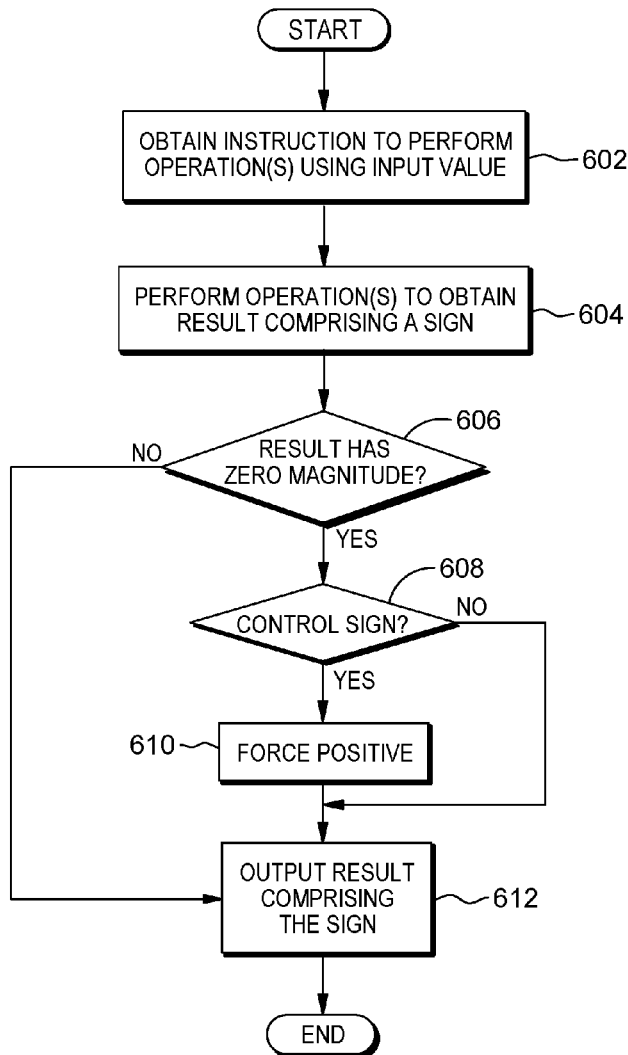 START
OBTAIN INSTRUCTION TO PERFORM
OPERATION(S) USING INPUT VALUE
602
PERFORM OPERATION(S) TO OBTAIN
RESULT COMPRISING A SIGN
604
606
RESULT HAS
ZERO MAGNITUDE?
NO
YES
608
CONTROL SIGN?
NO
YES
610
FORCE POSITIVE
OUTPUT RESULT
COMPRISING
THE SIGN
612
END